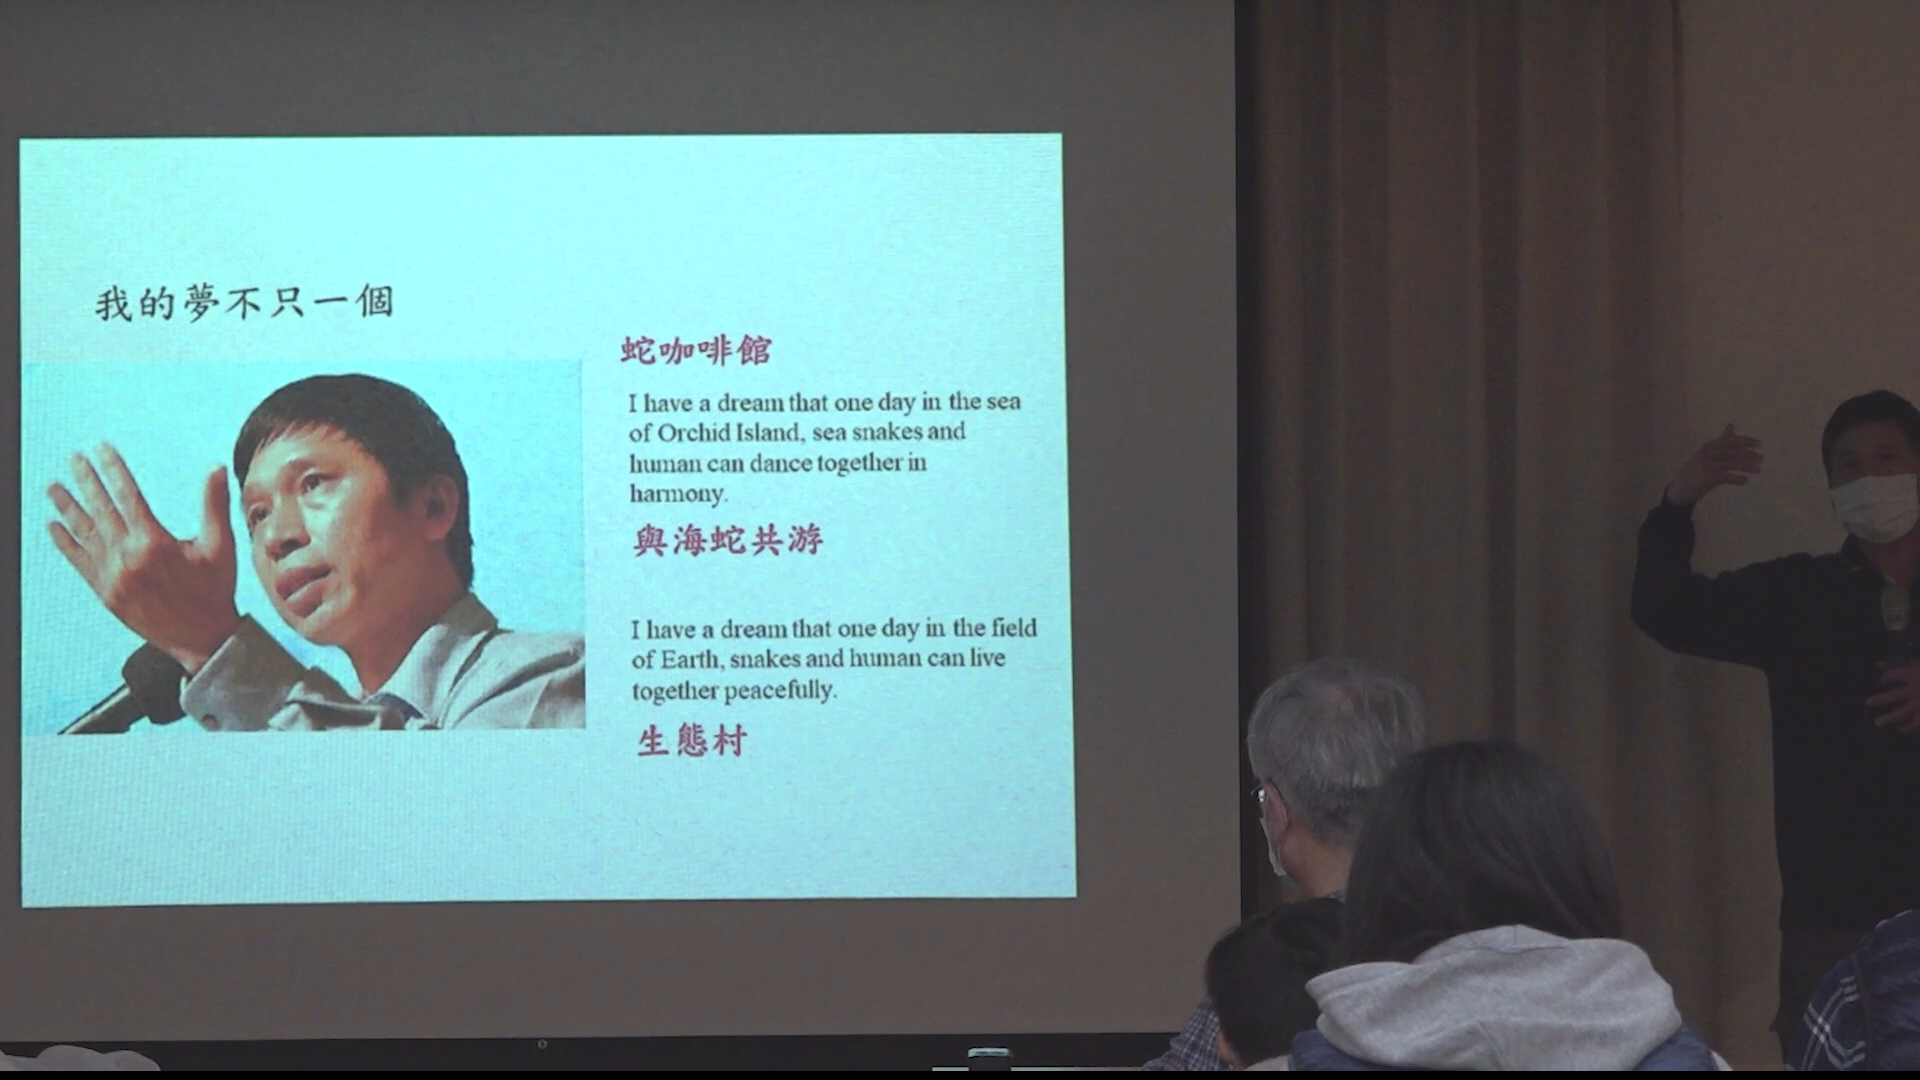 我的夢不只一個
蛇咖啡館
I have a dream that one day in the sea
of Orchid Island, sea snakes and
human can dance together in
harmony.
與海蛇共游
I have a dream that one day in the field
of Earth, snakes and human can live
together peacefully.
生態村